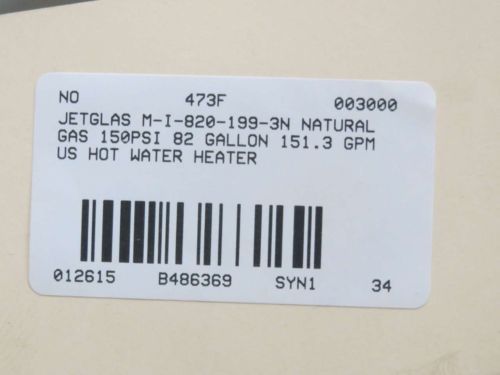 NO 473F 003000
JETGLAS M-I-820-199-3N NATURAL
GAS 150PSI 82 GALLON 151.3 GPM
US HOT WATER HEATER
012615 B486369 SYN1 34